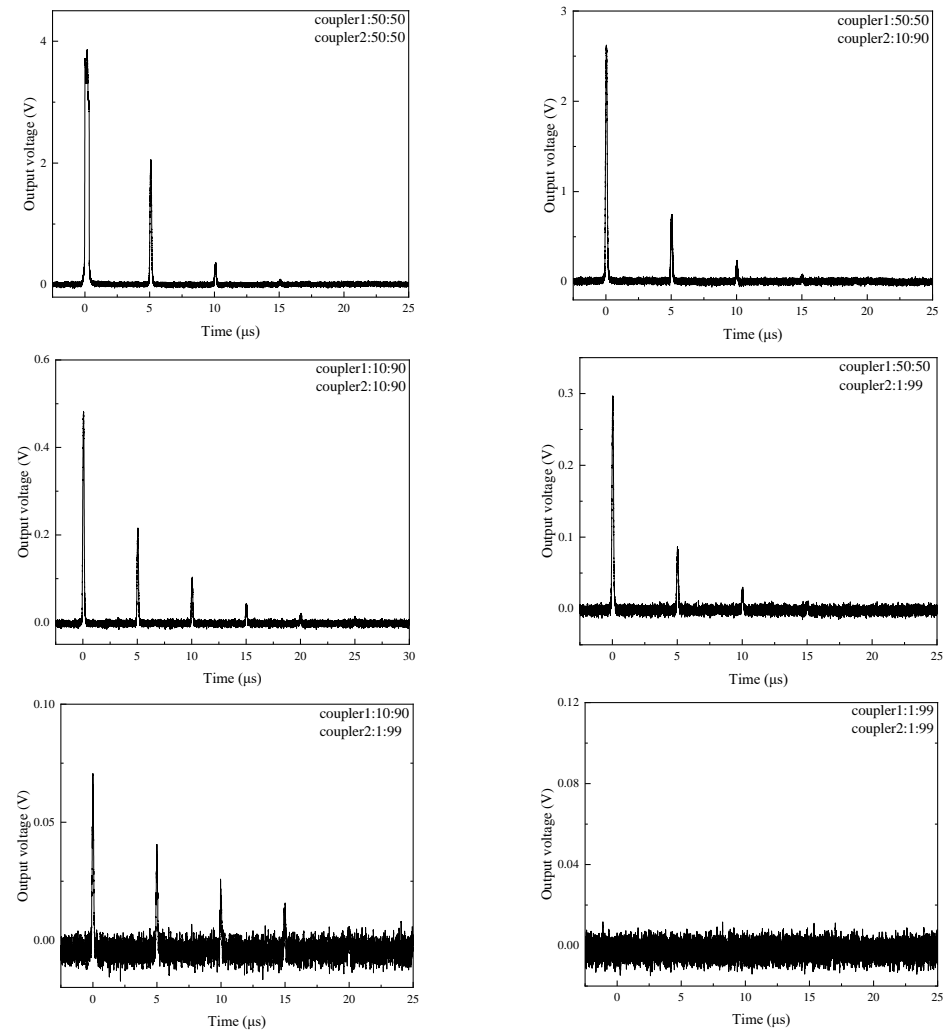 coupler1:50:50
coupler2:50:50
4
2
0
Output voltage (V)
0 5 10 15 20 25
Time (μs)
coupler1:50:50
coupler2:10:90
3
2
1
0
Output voltage (V)
0 5 10 15 20 25
Time (μs)
coupler1:10:90
coupler2:10:90
0.6
0.4
0.2
0.0
Output voltage (V)
0 5 10 15 20 25 30
Time (μs)
coupler1:50:50
coupler2:1:99
0.3
0.2
0.1
0.0
Output voltage (V)
0 5 10 15 20 25
Time (μs)
coupler1:10:90
coupler2:1:99
0.10
0.05
0.00
Output voltage (V)
0 5 10 15 20 25
Time (μs)
coupler1:1:99
coupler2:1:99
0.12
0.08
0.04
0.00
Output voltage (V)
0 5 10 15 20 25
Time (μs)